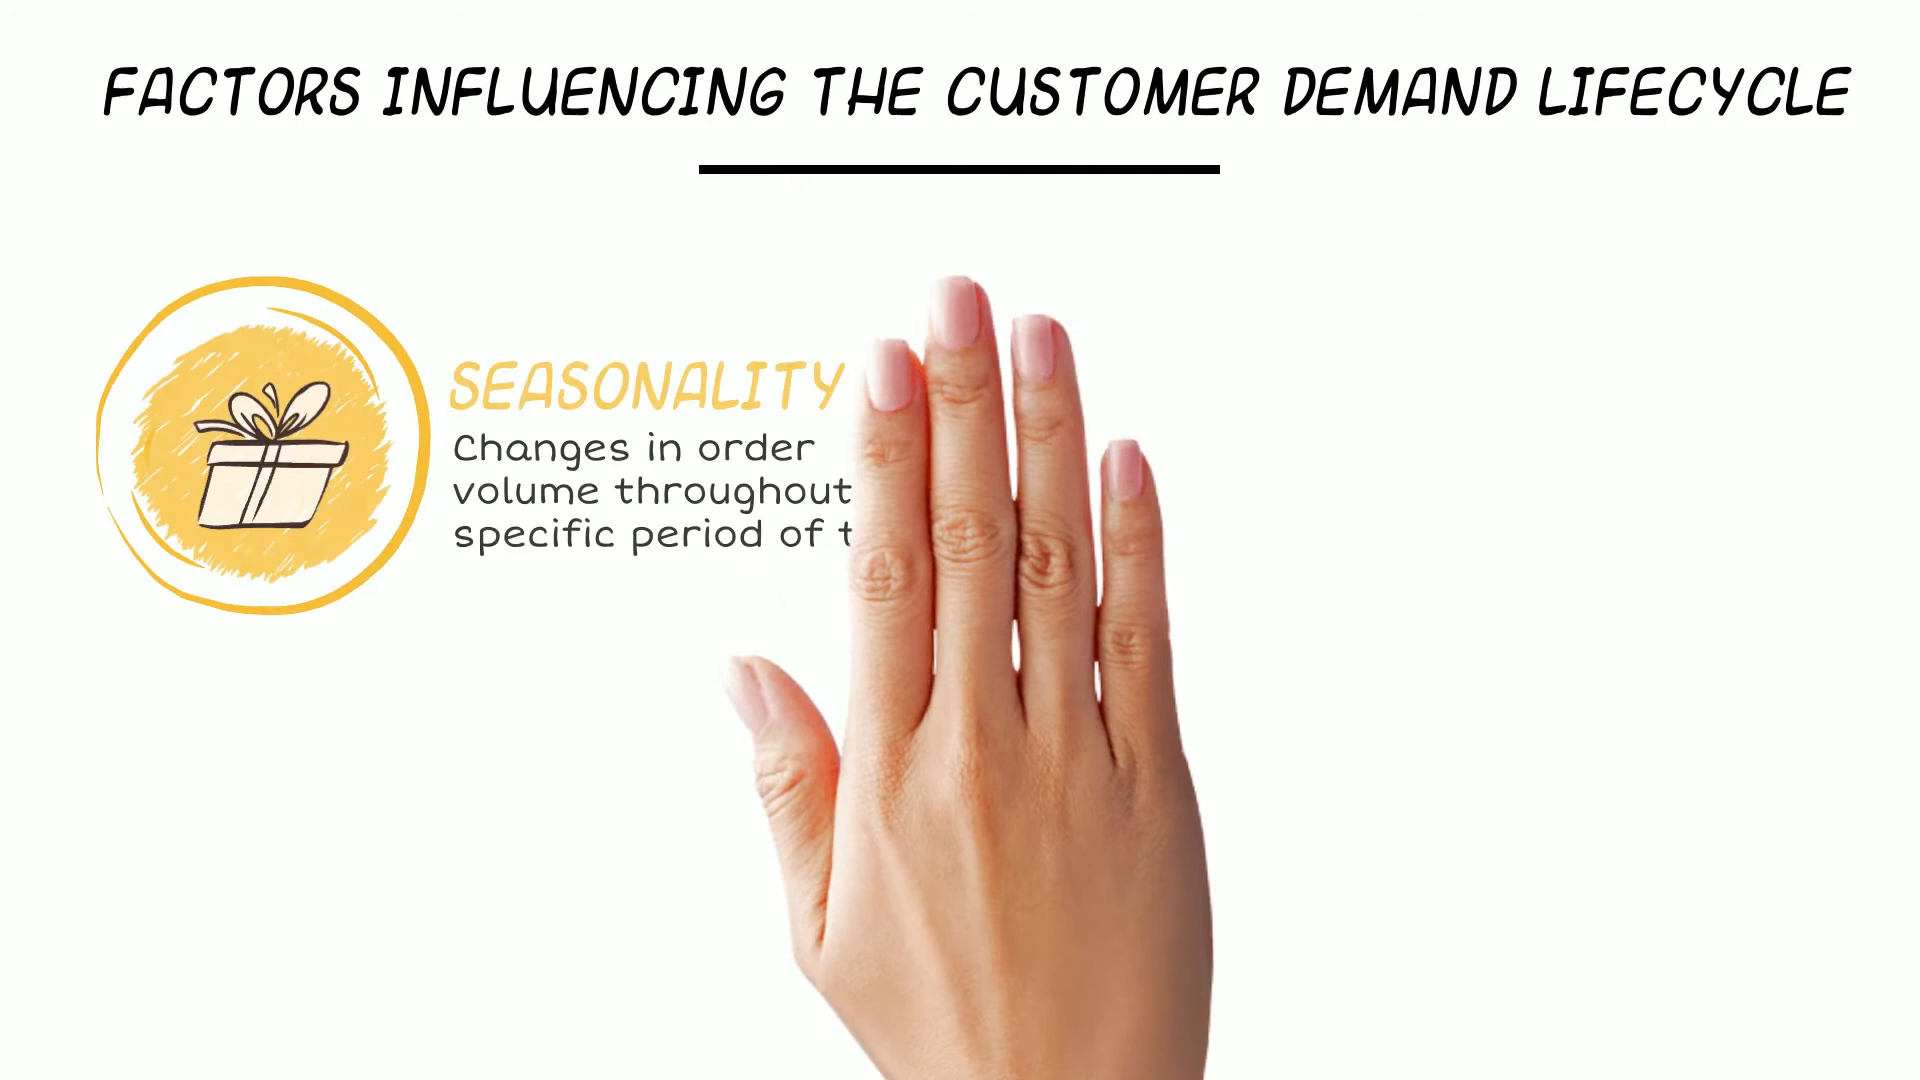 FACTORS INFLUENCING THE CUSTOMER DEMAND LIFECYCLE
SEASONALITY
Changes in order
volume throughout
specific period of